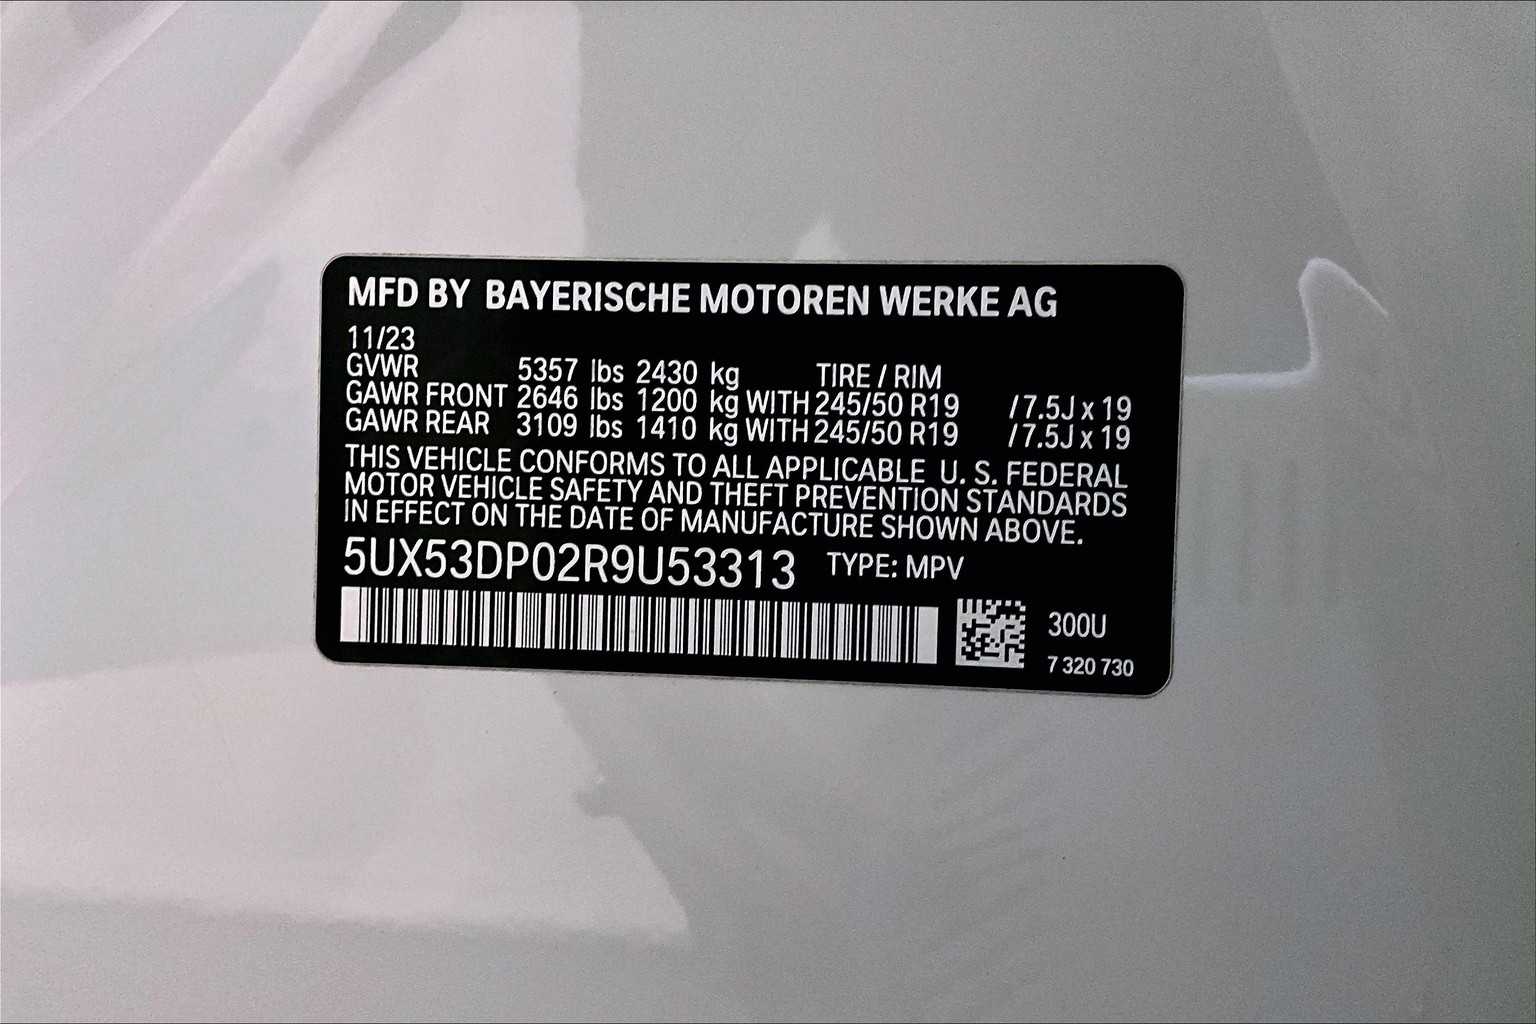 MFD BY BAYERISCHE MOTOREN WERKE AG
11/23
GVWR 5357 lbs 2430 kg TIRE / RIM
GAWR FRONT 2646 lbs 1200 kg WITH 245/50 R19 / 7.5J x 19
GAWR REAR 3109 lbs 1410 kg WITH 245/50 R19 / 7.5J x 19
THIS VEHICLE CONFORMS TO ALL APPLICABLE U. S. FEDERAL
MOTOR VEHICLE SAFETY AND THEFT PREVENTION STANDARDS
IN EFFECT ON THE DATE OF MANUFACTURE SHOWN ABOVE.
5UX53DP02R9U53313 TYPE: MPV
300U
7 320 730